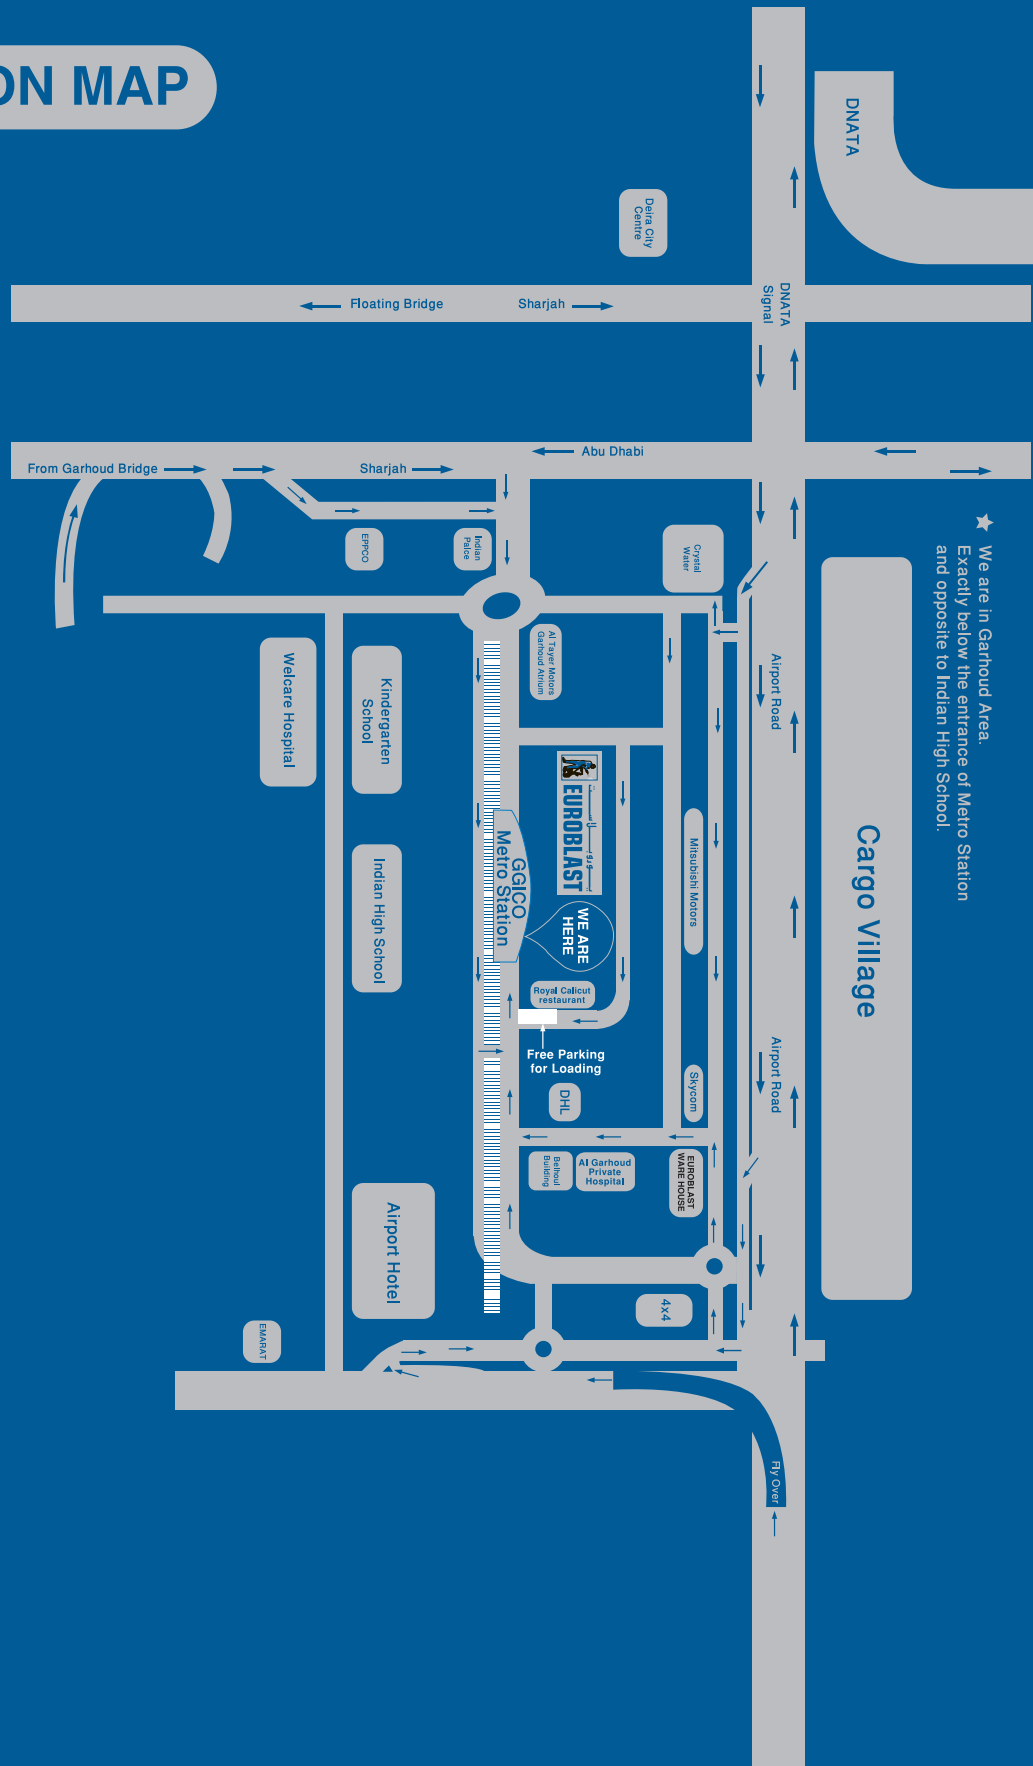 ON MAP
DNATA
Deira City
Centre
DNATA
Signal
Floating Bridge
Sharjah
Abu Dhabi
From Garhoud Bridge
Sharjah
★ We are in Garhoud Area.
Exactly below the entrance of Metro Station
and opposite to Indian High School.
EPPCO
Indian
Palce
Crystal
Water
Al Tayer Motors
Garhoud Atrium
Airport Road
Welcare Hospital
Kindergarten
School
EUROBLAST
Mitsubishi Motors
Cargo Village
GGICO
Metro Station
WE ARE
HERE
Indian High School
Royal Calicut
restaurant
Free Parking
for Loading
Airport Road
DHL
Skycom
Belhoul
Building
Al Garhoud
Private
Hospital
EUROBLAST
WARE HOUSE
Airport Hotel
4x4
EMARAT
Fly Over